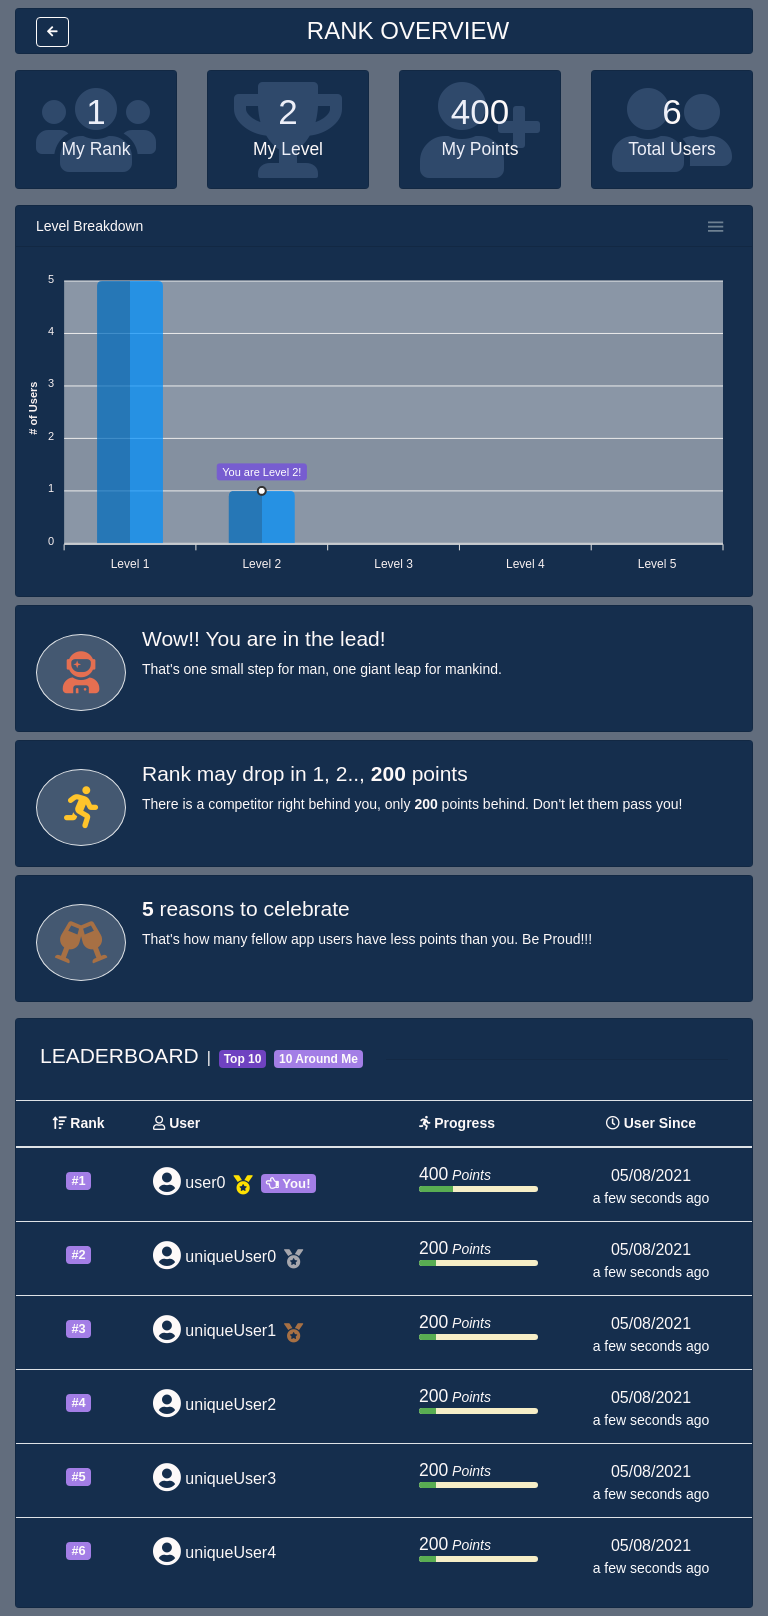 RANK OVERVIEW
1
My Rank
2
My Level
400
My Points
6
Total Users
Level Breakdown
5
4
3
2
1
0
# of Users
You are Level 2!
Level 1
Level 2
Level 3
Level 4
Level 5
Wow!! You are in the lead!
That's one small step for man, one giant leap for mankind.
Rank may drop in 1, 2.., 200 points
There is a competitor right behind you, only 200 points behind. Don't let them pass you!
5 reasons to celebrate
That's how many fellow app users have less points than you. Be Proud!!!
LEADERBOARD | Top 10 10 Around Me
Rank User Progress User Since
#1 user0 You! 400 Points 05/08/2021
a few seconds ago
#2 uniqueUser0 200 Points 05/08/2021
a few seconds ago
#3 uniqueUser1 200 Points 05/08/2021
a few seconds ago
#4 uniqueUser2 200 Points 05/08/2021
a few seconds ago
#5 uniqueUser3 200 Points 05/08/2021
a few seconds ago
#6 uniqueUser4 200 Points 05/08/2021
a few seconds ago